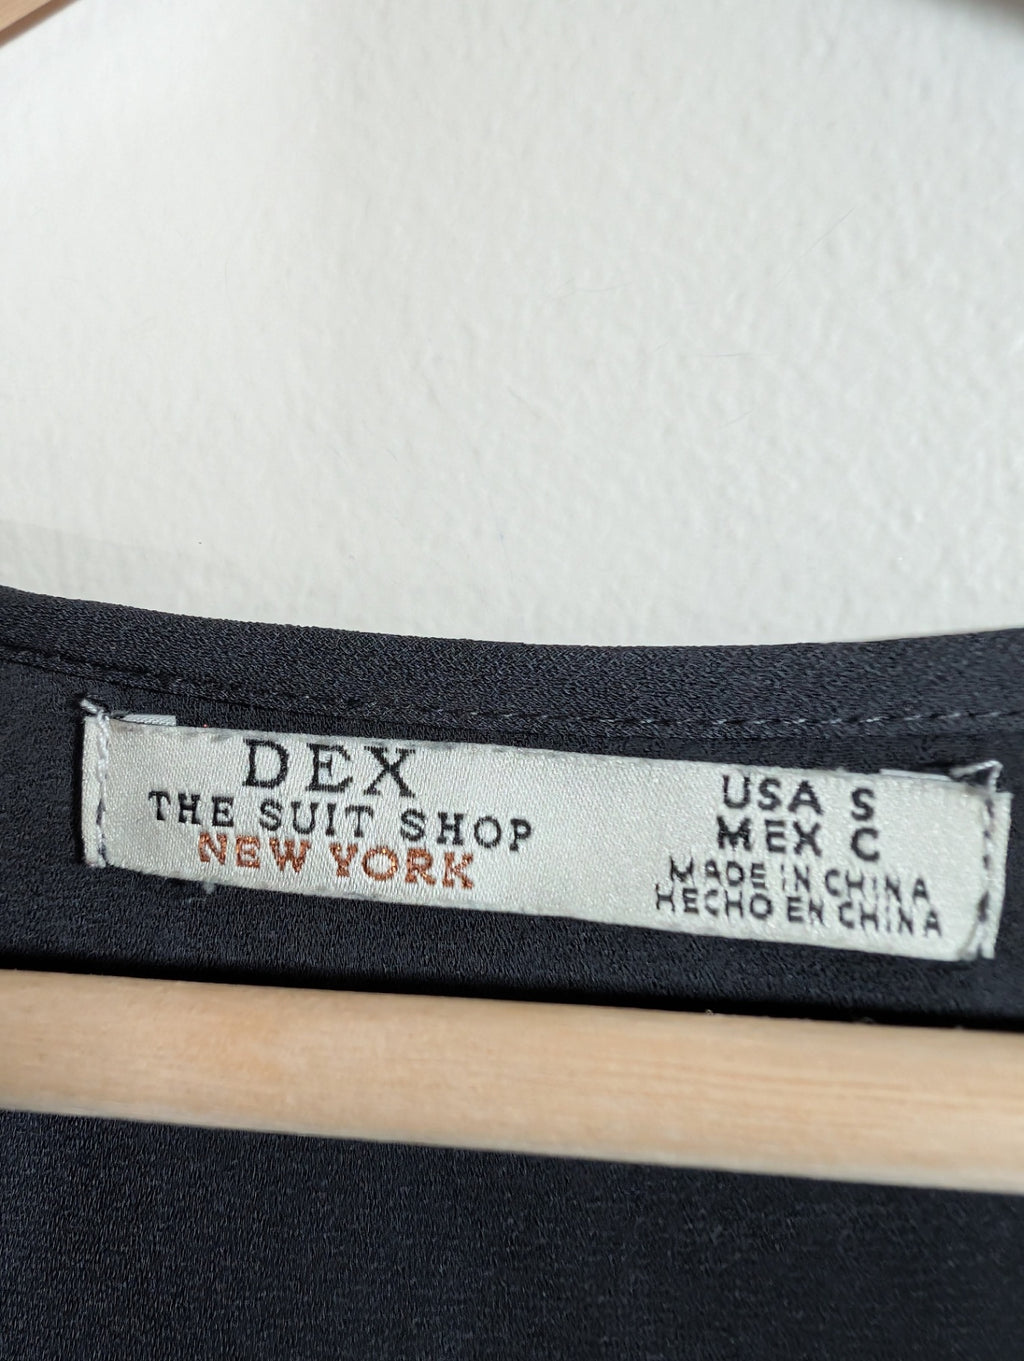 DEX
THE SUIT SHOP
NEW YORK
USA S
MEX C
MADE IN CHINA
HECHO EN CHINA